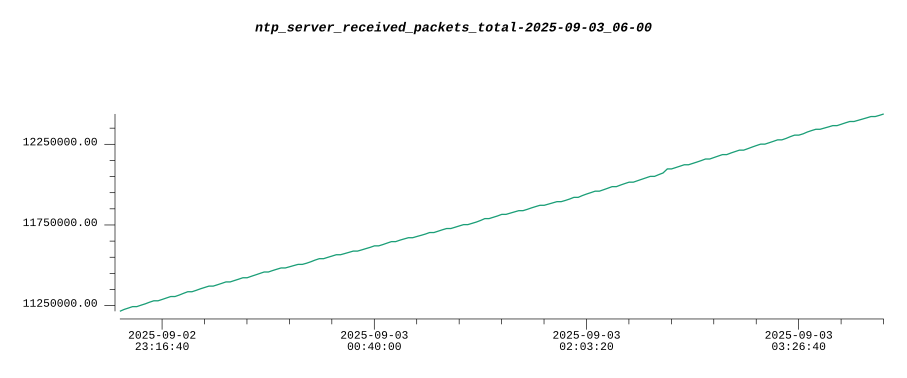 ntp_server_received_packets_total-2025-09-03_06-00
12250000.00
11750000.00
11250000.00
2025-09-02 2025-09-03 2025-09-03 2025-09-03
23:16:40 00:40:00 02:03:20 03:26:40